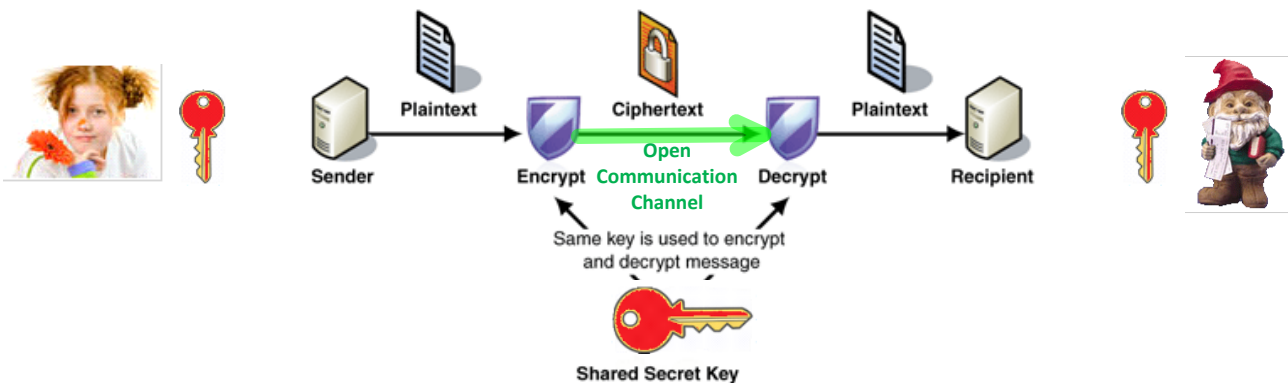 Plaintext
Ciphertext
Plaintext
Sender
Encrypt
Open
Communication
Channel
Decrypt
Recipient
Same key is used to encrypt
and decrypt message
Shared Secret Key